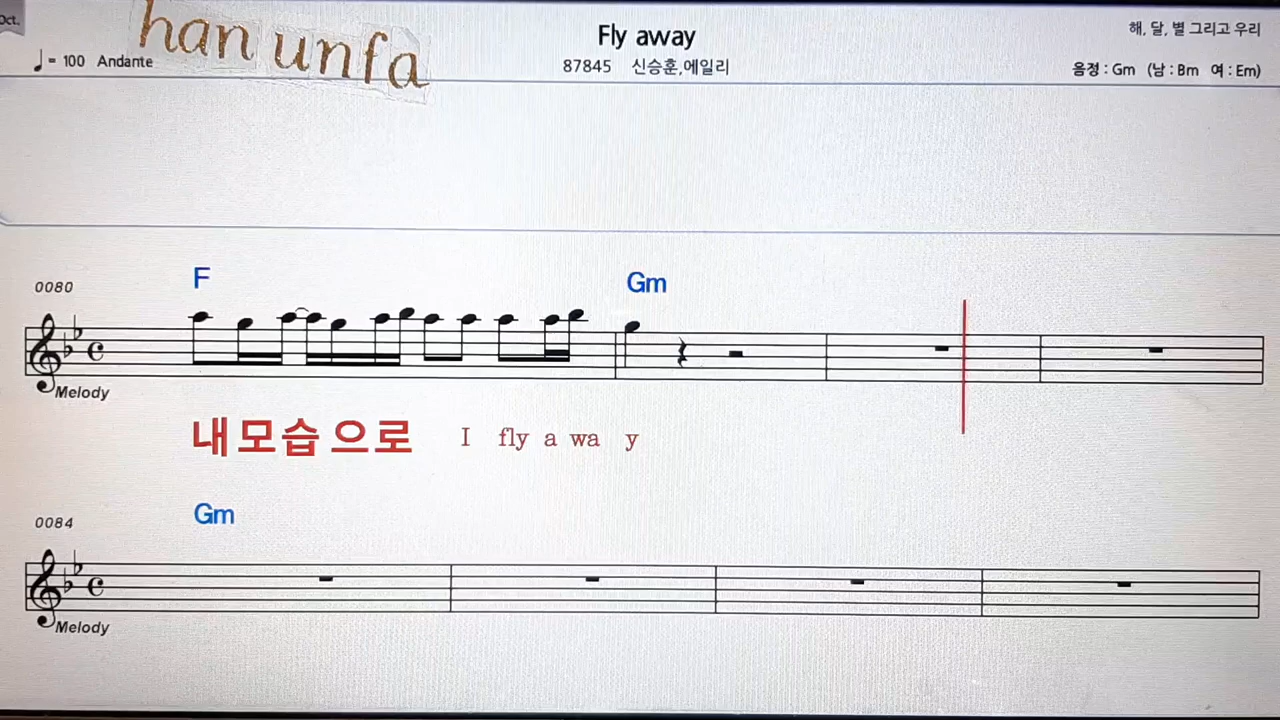 Oct.
han unfa
Fly away
해, 달, 별 그리고 우리
♩ = 100 Andante
87845 신승훈,에일리
음정 : Gm (남 : Bm 여 : Em)
0080
F
Gm
Melody
내 모습 으로 I fly a wa y
0084
Gm
Melody